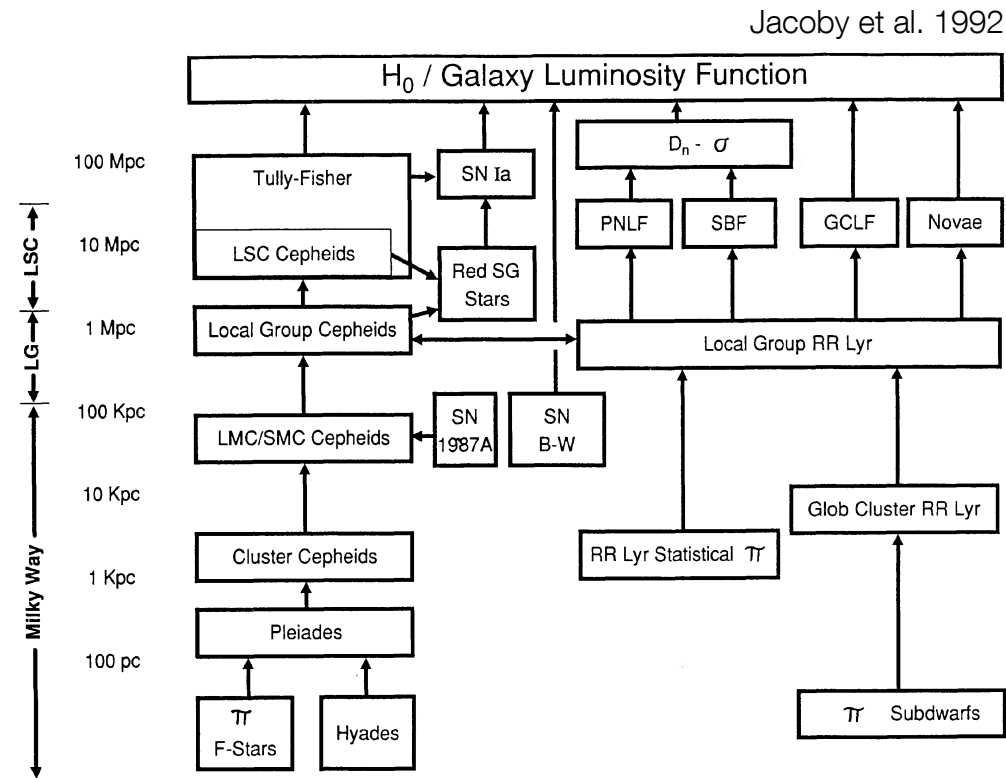 Jacoby et al. 1992
H₀ / Galaxy Luminosity Function
100 Mpc
Tully-Fisher
SN Ia
Dₙ - σ
LSC
10 Mpc
LSC Cepheids
Red SG
Stars
PNLF
SBF
GCLF
Novae
LG
1 Mpc
Local Group Cepheids
Local Group RR Lyr
100 Kpc
LMC/SMC Cepheids
SN
1987A
SN
B-W
10 Kpc
Glob Cluster RR Lyr
Milky Way
Cluster Cepheids
RR Lyr Statistical π
1 Kpc
Pleiades
100 pc
π
F-Stars
Hyades
π Subdwarfs